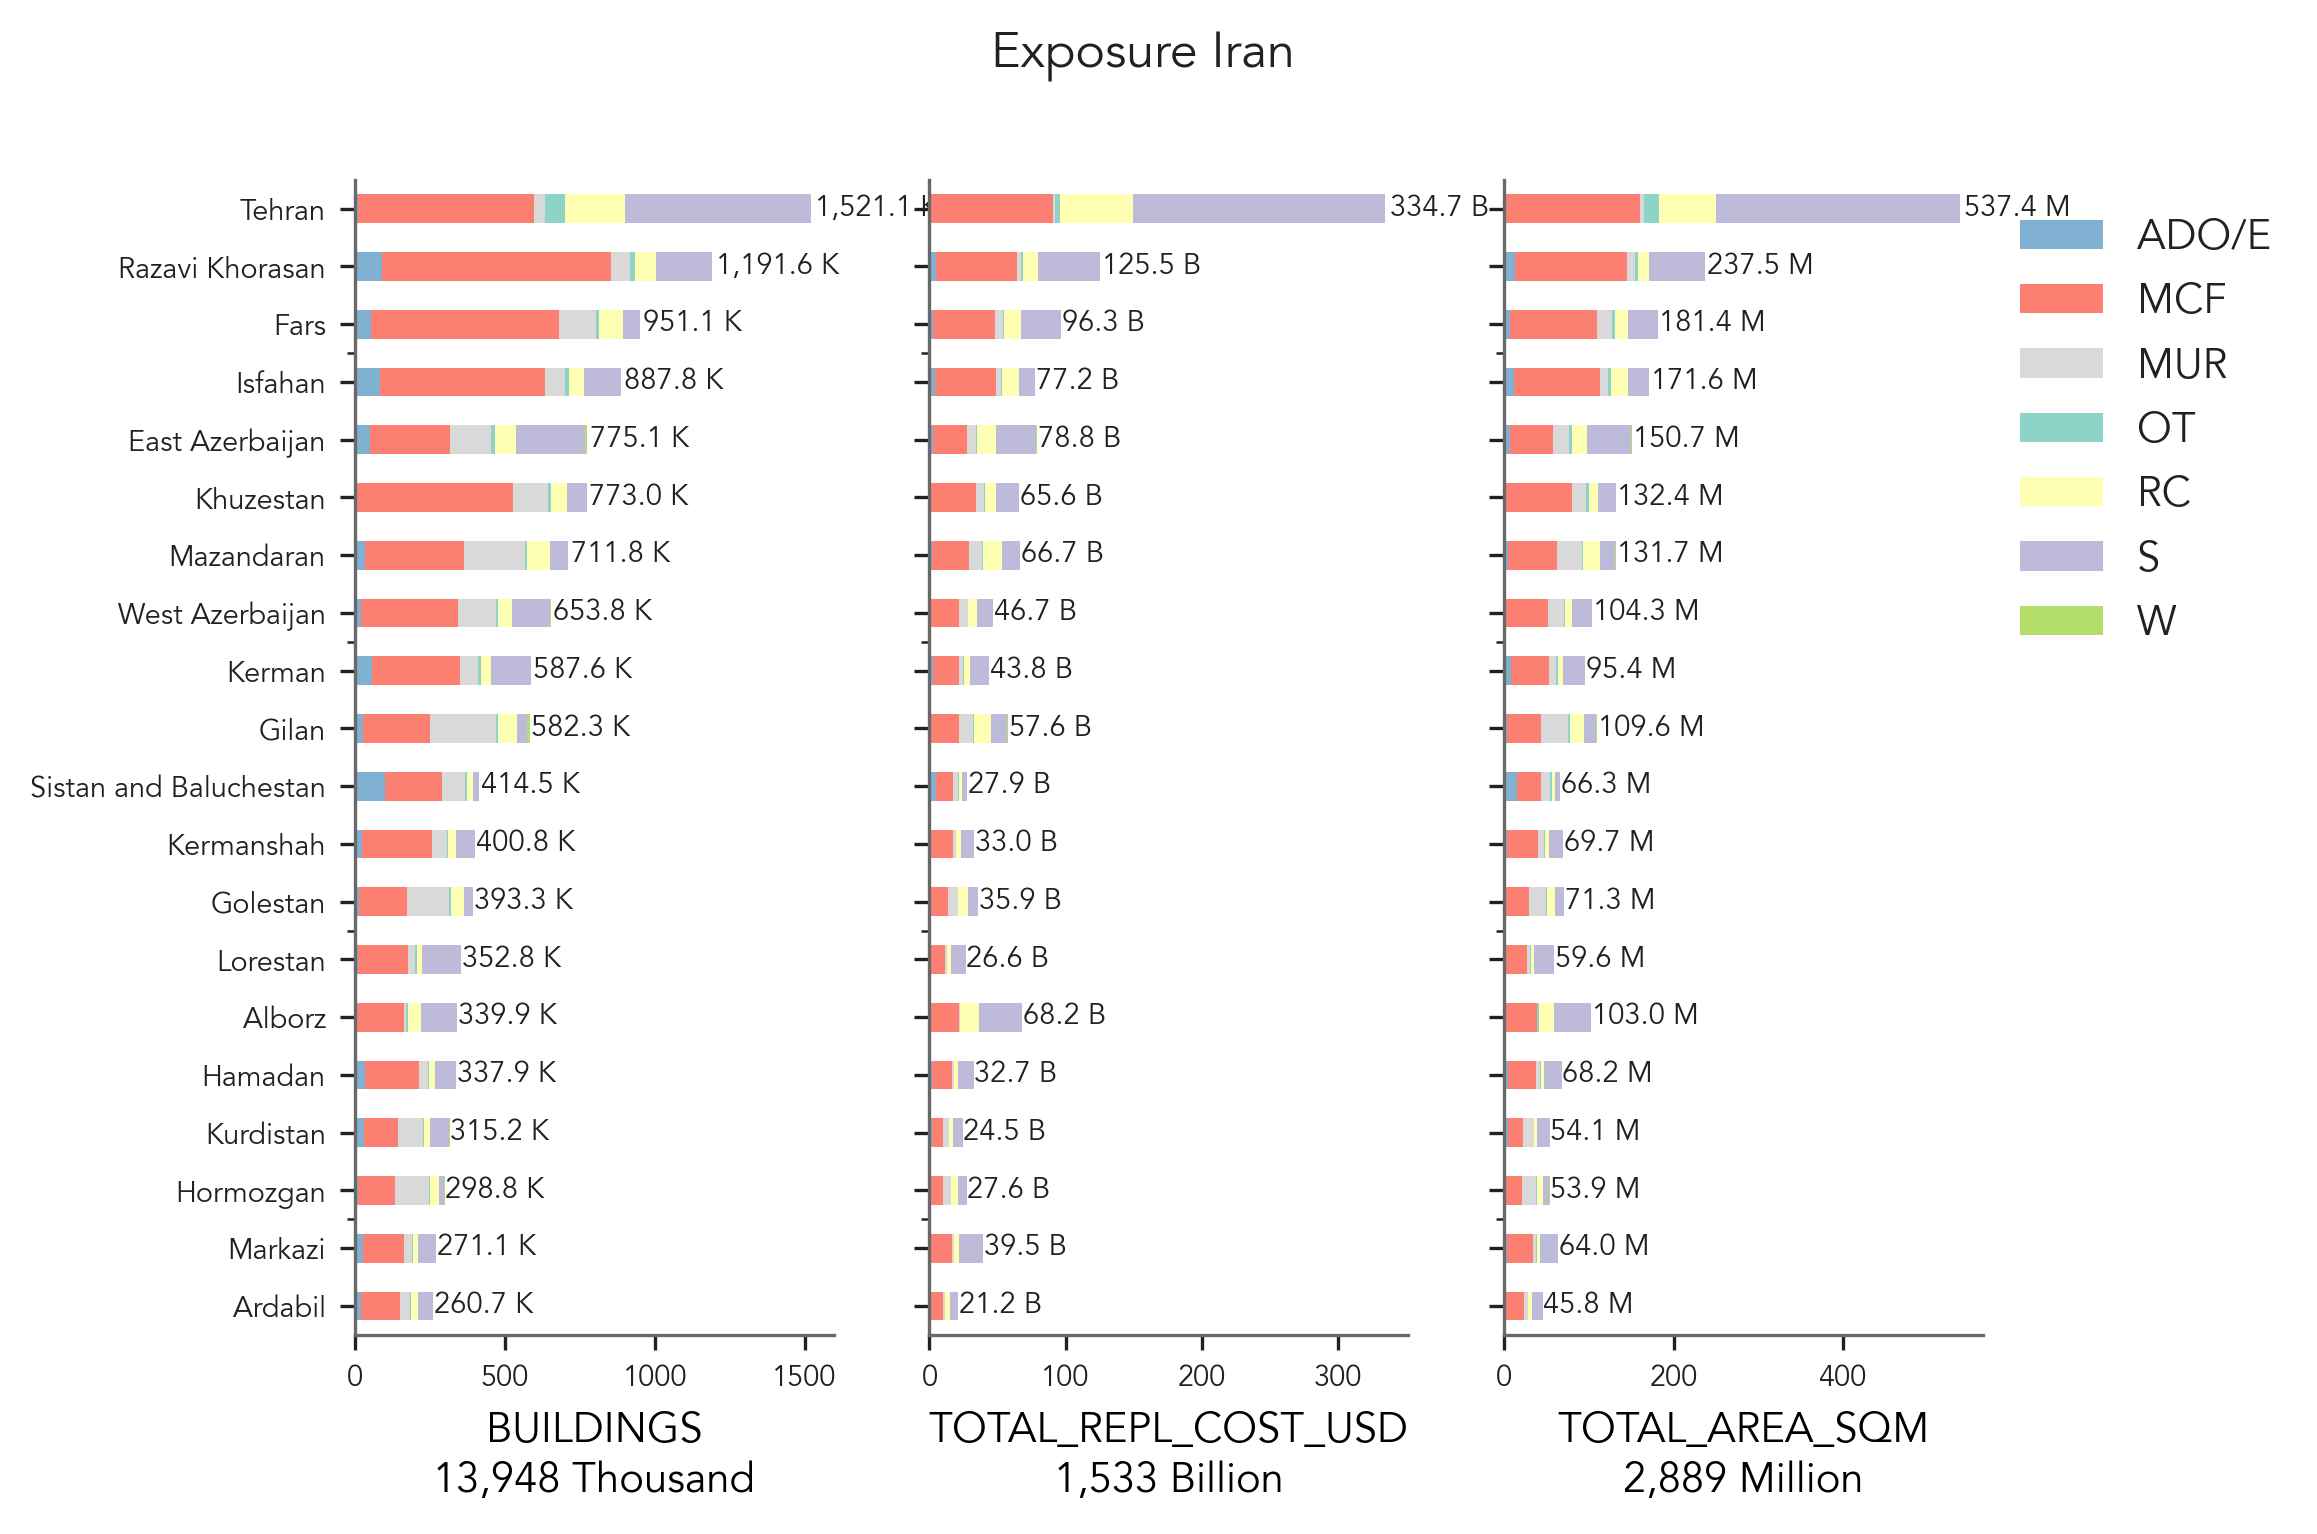 Exposure Iran
Tehran 1,521.1 K 334.7 B 537.4 M
Razavi Khorasan 1,191.6 K 125.5 B 237.5 M
Fars 951.1 K 96.3 B 181.4 M
Isfahan 887.8 K 77.2 B 171.6 M
East Azerbaijan 775.1 K 78.8 B 150.7 M
Khuzestan 773.0 K 65.6 B 132.4 M
Mazandaran 711.8 K 66.7 B 131.7 M
West Azerbaijan 653.8 K 46.7 B 104.3 M
Kerman 587.6 K 43.8 B 95.4 M
Gilan 582.3 K 57.6 B 109.6 M
Sistan and Baluchestan 414.5 K 27.9 B 66.3 M
Kermanshah 400.8 K 33.0 B 69.7 M
Golestan 393.3 K 35.9 B 71.3 M
Lorestan 352.8 K 26.6 B 59.6 M
Alborz 339.9 K 68.2 B 103.0 M
Hamadan 337.9 K 32.7 B 68.2 M
Kurdistan 315.2 K 24.5 B 54.1 M
Hormozgan 298.8 K 27.6 B 53.9 M
Markazi 271.1 K 39.5 B 64.0 M
Ardabil 260.7 K 21.2 B 45.8 M
0 500 1000 1500
BUILDINGS
13,948 Thousand
0 100 200 300
TOTAL_REPL_COST_USD
1,533 Billion
0 200 400
TOTAL_AREA_SQM
2,889 Million
ADO/E
MCF
MUR
OT
RC
S
W